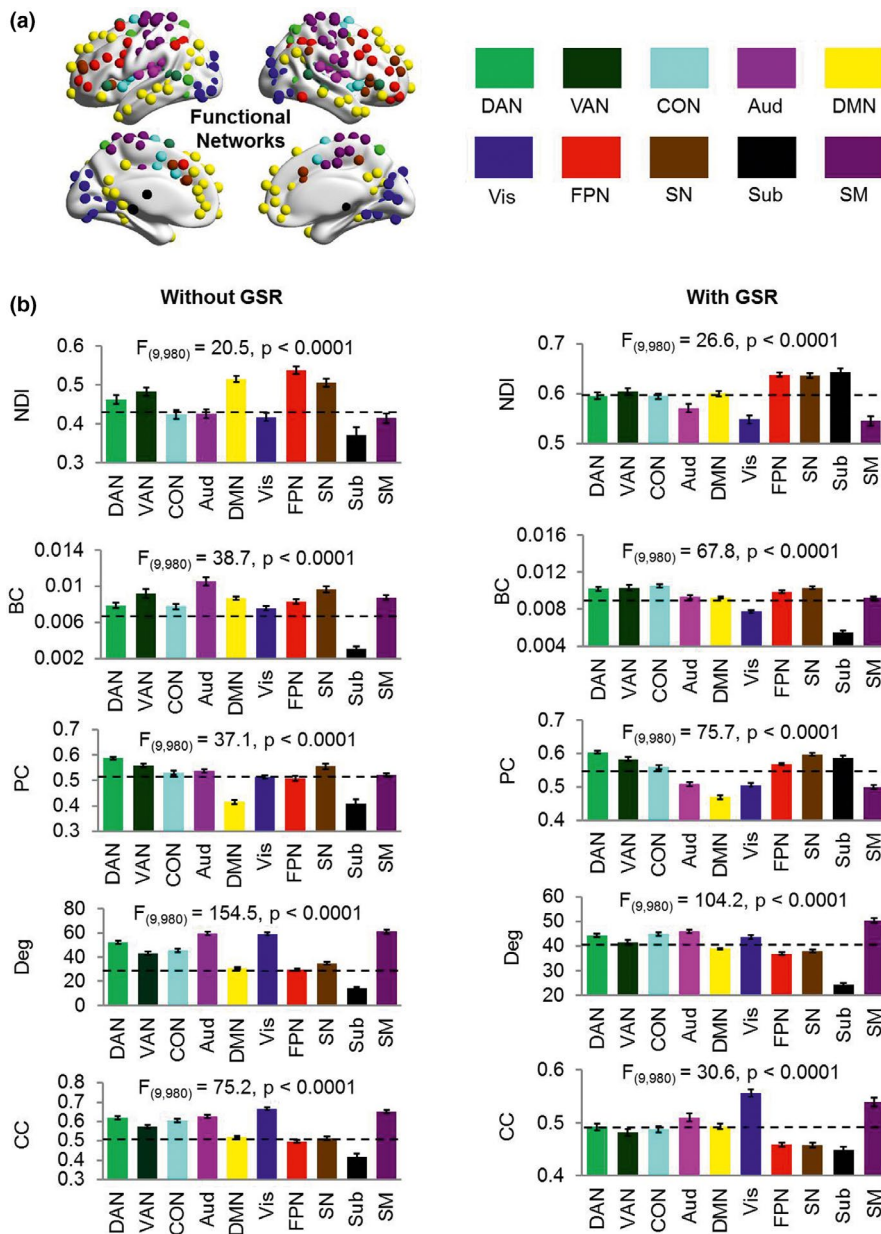 (a)
Functional
Networks
DAN VAN CON Aud DMN
Vis FPN SN Sub SM
(b)
Without GSR
With GSR
F(9,980) = 20.5, p < 0.0001
NDI
0.6
0.5
0.4
0.3
DAN VAN CON Aud DMN Vis FPN SN Sub SM
F(9,980) = 26.6, p < 0.0001
NDI
0.7
0.6
0.5
DAN VAN CON Aud DMN Vis FPN SN Sub SM
F(9,980) = 38.7, p < 0.0001
BC
0.014
0.01
0.006
0.002
DAN VAN CON Aud DMN Vis FPN SN Sub SM
F(9,980) = 67.8, p < 0.0001
BC
0.016
0.012
0.008
0.004
DAN VAN CON Aud DMN Vis FPN SN Sub SM
F(9,980) = 37.1, p < 0.0001
PC
0.7
0.6
0.5
0.4
0.3
DAN VAN CON Aud DMN Vis FPN SN Sub SM
F(9,980) = 75.7, p < 0.0001
PC
0.7
0.6
0.5
0.4
DAN VAN CON Aud DMN Vis FPN SN Sub SM
F(9,980) = 154.5, p < 0.0001
Deg
80
60
40
20
0
DAN VAN CON Aud DMN Vis FPN SN Sub SM
F(9,980) = 104.2, p < 0.0001
Deg
60
50
40
30
20
DAN VAN CON Aud DMN Vis FPN SN Sub SM
F(9,980) = 75.2, p < 0.0001
CC
0.8
0.7
0.6
0.5
0.4
0.3
DAN VAN CON Aud DMN Vis FPN SN Sub SM
F(9,980) = 30.6, p < 0.0001
CC
0.6
0.5
0.4
DAN VAN CON Aud DMN Vis FPN SN Sub SM